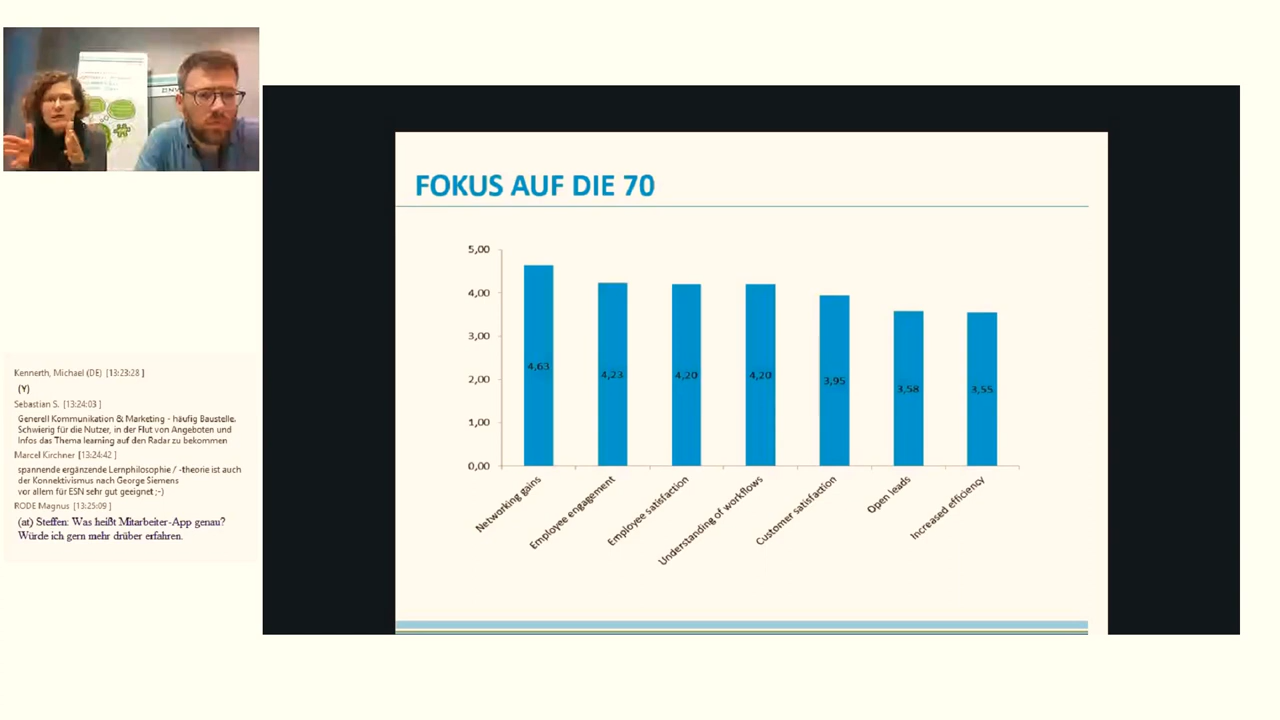 FOKUS AUF DIE 70
5,00
4,00
3,00
2,00
1,00
0,00
4,63
4,23
4,20
4,20
3,95
3,58
3,55
Networking gains
Employee engagement
Employee satisfaction
Understanding of workflows
Customer satisfaction
Open leads
Increased efficiency
Kennerth, Michael (DE) [13:23:28 ]
(Y)
Sebastian S. [13:24:03 ]
Generell Kommunikation & Marketing - häufig Baustelle.
Schwierig für die Nutzer, in der Flut von Angeboten und
Infos das Thema learning auf den Radar zu bekommen
Marcel Kirchner [13:24:42 ]
spannende ergänzende Lernphilosophie / -theorie ist auch
der Konnektivismus nach George Siemens
vor allem für ESN sehr gut geeignet ;-)
RODE Magnus [13:25:09 ]
(at) Steffen: Was heißt Mitarbeiter-App genau?
Würde ich gern mehr drüber erfahren.